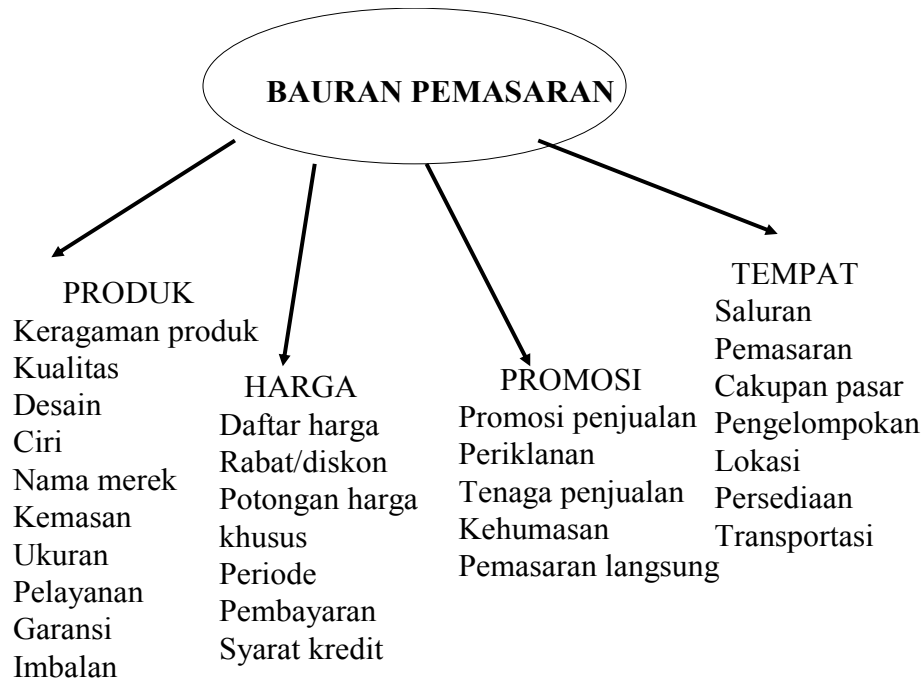 BAURAN PEMASARAN
PRODUK
Keragaman produk
Kualitas
Desain
Ciri
Nama merek
Kemasan
Ukuran
Pelayanan
Garansi
Imbalan
HARGA
Daftar harga
Rabat/diskon
Potongan harga
khusus
Periode
Pembayaran
Syarat kredit
PROMOSI
Promosi penjualan
Periklanan
Tenaga penjualan
Kehumasan
Pemasaran langsung
TEMPAT
Saluran
Pemasaran
Cakupan pasar
Pengelompokan
Lokasi
Persediaan
Transportasi